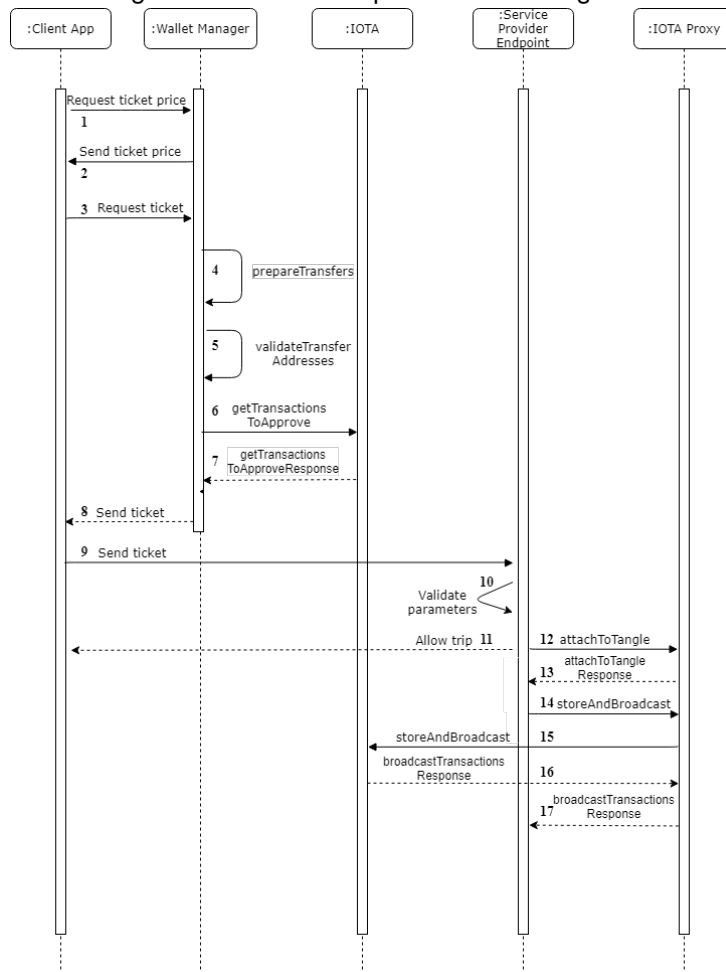 :Client App
:Wallet Manager
:IOTA
:Service
Provider
Endpoint
:IOTA Proxy
Request ticket price
1
Send ticket price
2
3 Request ticket
4 prepareTransfers
5 validateTransfer
Addresses
6 getTransactions
ToApprove
7 getTransactions
ToApproveResponse
8 Send ticket
9 Send ticket
10
Validate
parameters
Allow trip 11
12 attachToTangle
attachToTangle
13 Response
14 storeAndBroadcast
storeAndBroadcast 15
broadcastTransactions
Response 16
broadcastTransactions
17 Response